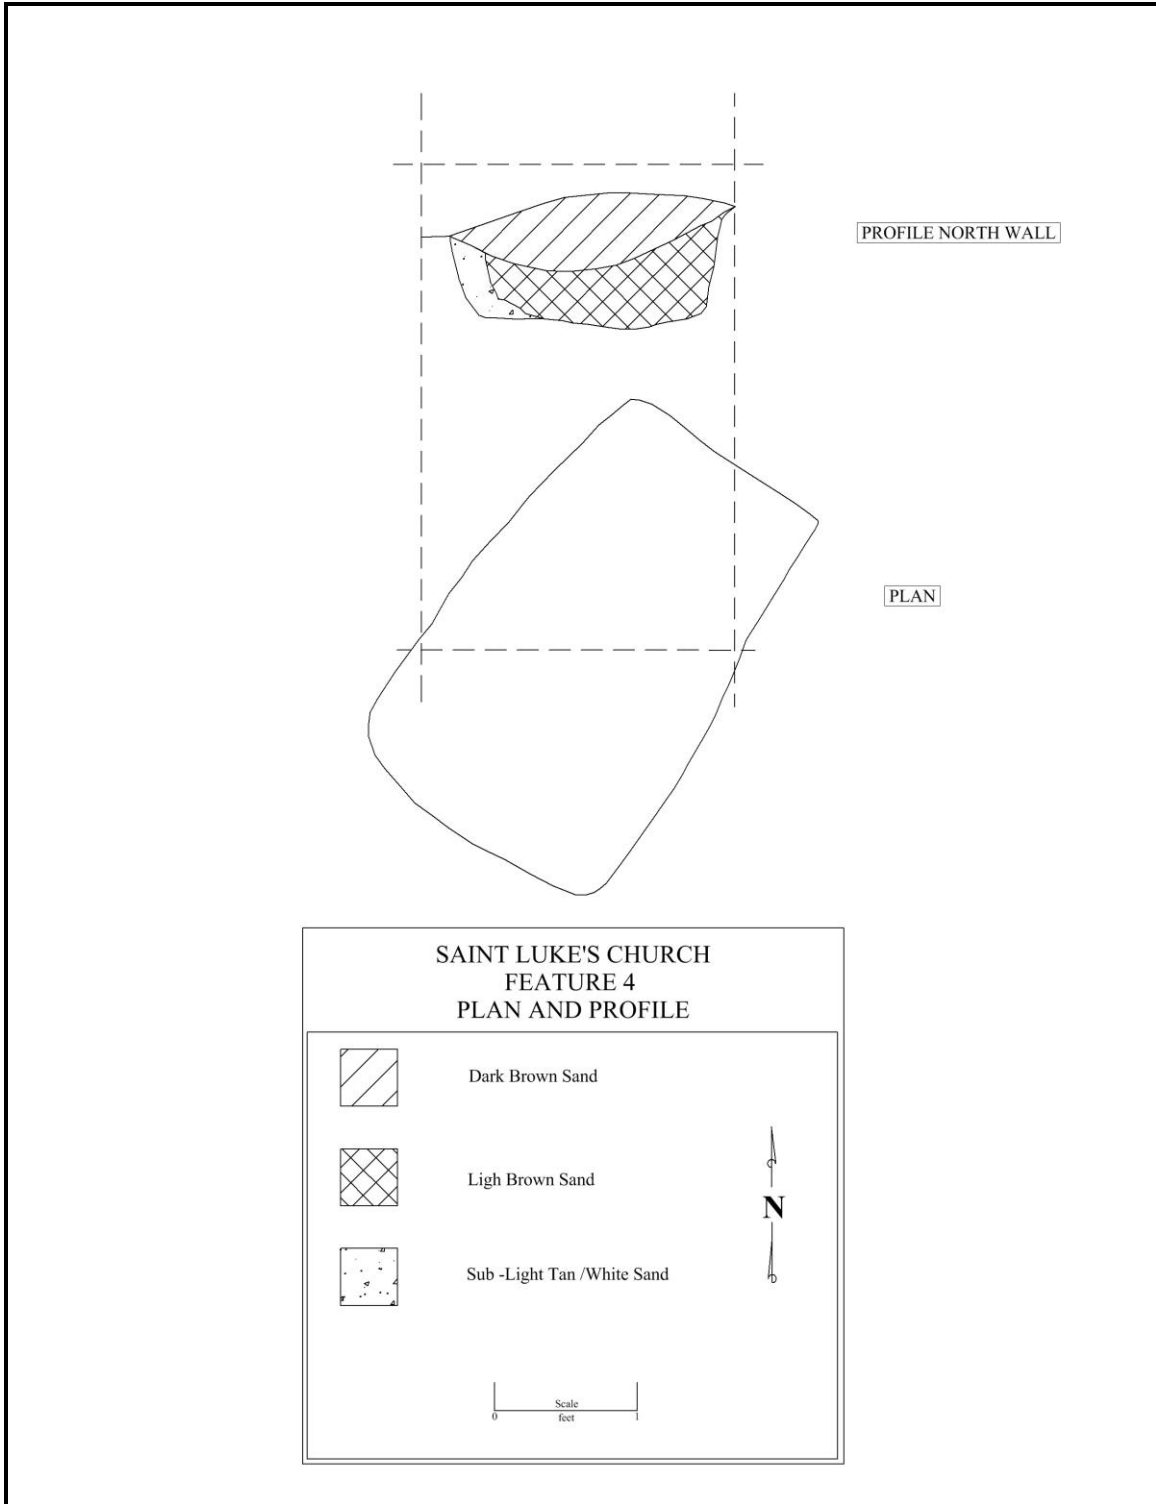 PROFILE NORTH WALL
PLAN
SAINT LUKE'S CHURCH
FEATURE 4
PLAN AND PROFILE
Dark Brown Sand
Ligh Brown Sand
N
Sub -Light Tan /White Sand
Scale
0 feet 1